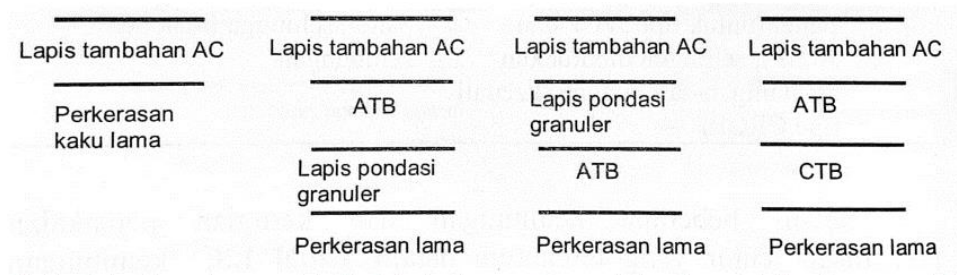 Lapis tambahan AC
Perkerasan
kaku lama
Lapis tambahan AC
ATB
Lapis pondasi
granuler
Perkerasan lama
Lapis tambahan AC
Lapis pondasi
granuler
ATB
Perkerasan lama
Lapis tambahan AC
ATB
CTB
Perkerasan lama